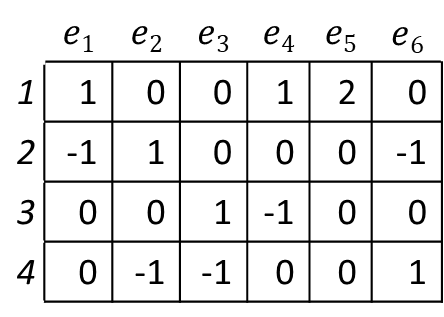 e₁ e₂ e₃ e₄ e₅ e₆
1 1 0 0 1 2 0
2 -1 1 0 0 0 -1
3 0 0 1 -1 0 0
4 0 -1 -1 0 0 1